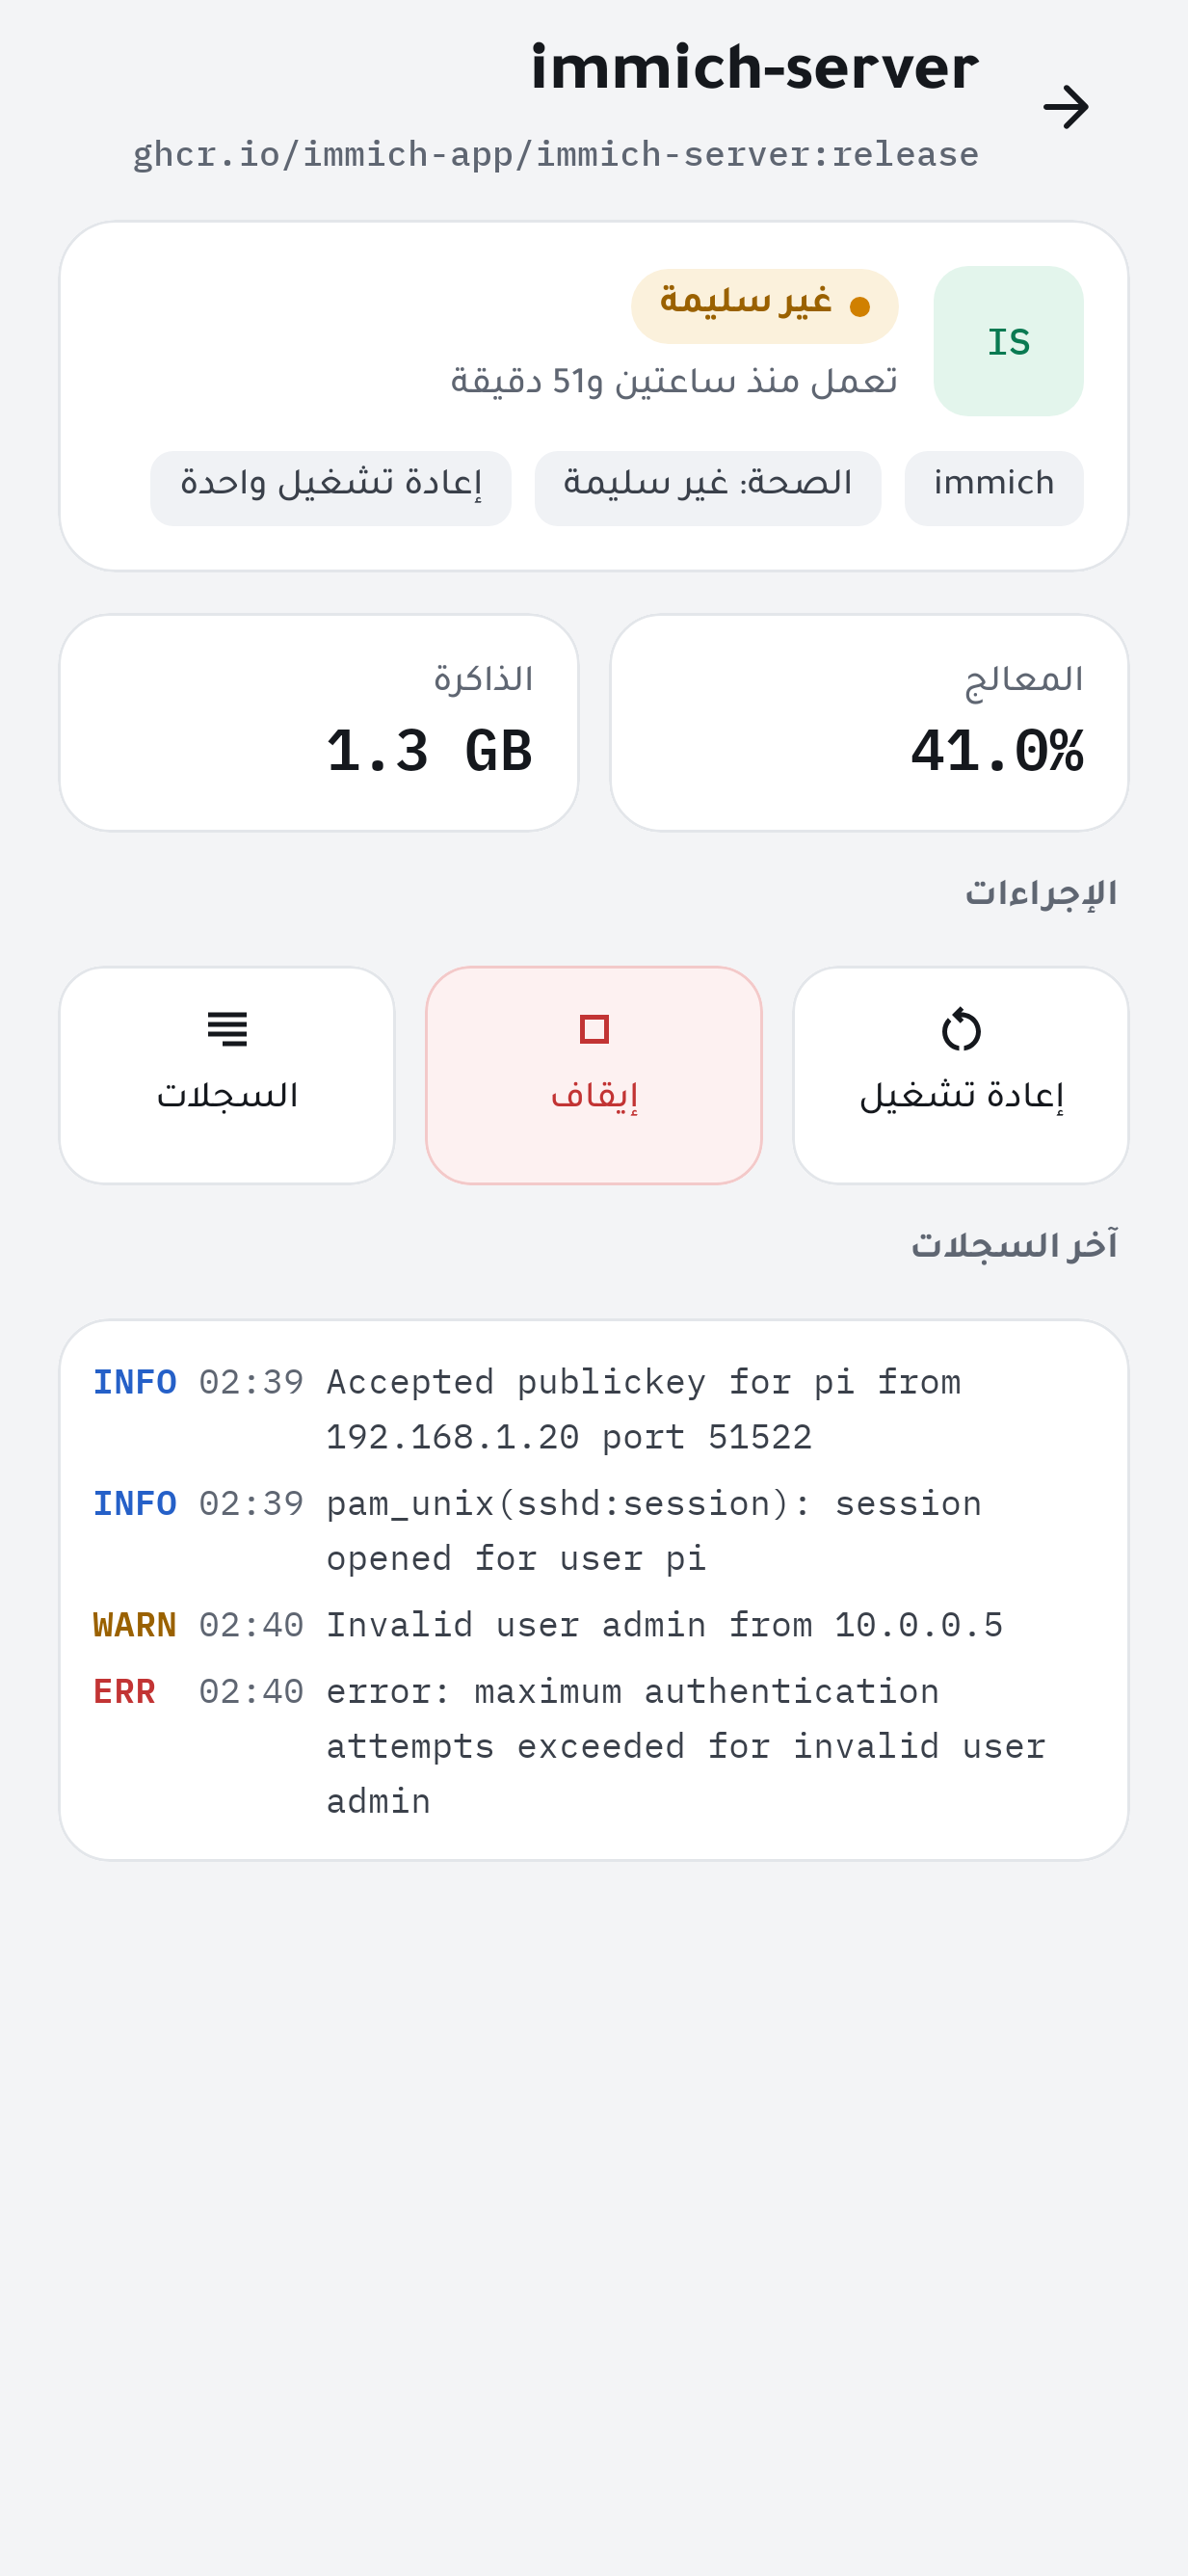 immich-server
ghcr.io/immich-app/immich-server:release
IS
غير سليمة
تعمل منذ ساعتين و51 دقيقة
immich
الصحة: غير سليمة
إعادة تشغيل واحدة
المعالج
41.0%
الذاكرة
1.3 GB
الإجراءات
إعادة تشغيل
إيقاف
السجلات
آخر السجلات
INFO 02:39 Accepted publickey for pi from
192.168.1.20 port 51522
INFO 02:39 pam_unix(sshd:session): session
opened for user pi
WARN 02:40 Invalid user admin from 10.0.0.5
ERR 02:40 error: maximum authentication
attempts exceeded for invalid user
admin